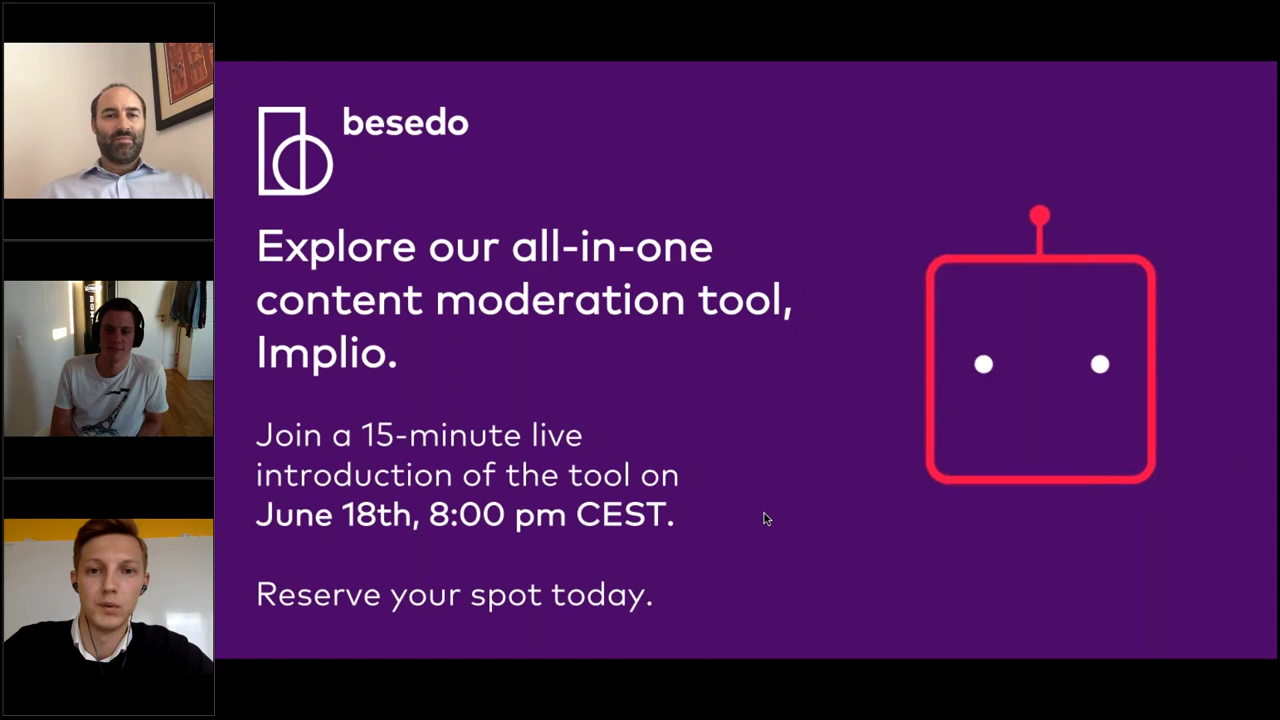 besedo
Explore our all-in-one
content moderation tool,
Implio.
Join a 15-minute live
introduction of the tool on
June 18th, 8:00 pm CEST.
Reserve your spot today.